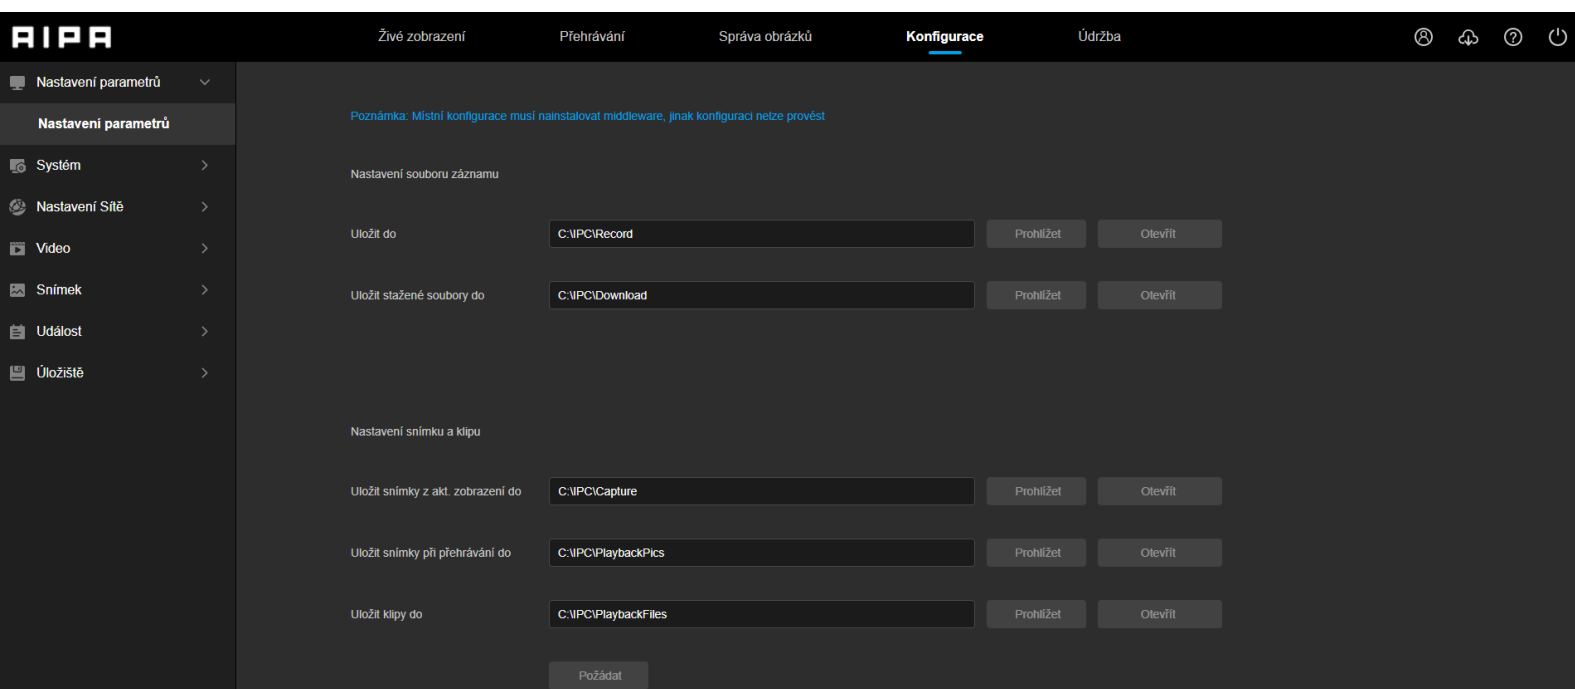 AIPA
Živé zobrazení
Přehrávání
Správa obrázků
Konfigurace
Údržba
Nastavení parametrů
Nastavení parametrů
Systém
Nastavení Sítě
Video
Snímek
Událost
Úložiště
Poznámka: Místní konfigurace musí nainstalovat middleware, jinak konfiguraci nelze provést
Nastavení souboru záznamu
Uložit do C:\IPC\Record Prohlížet Otevřít
Uložit stažené soubory do C:\IPC\Download Prohlížet Otevřít
Nastavení snímku a klipu
Uložit snímky z akt. zobrazení do C:\IPC\Capture Prohlížet Otevřít
Uložit snímky při přehrávání do C:\IPC\PlaybackPics Prohlížet Otevřít
Uložit klipy do C:\IPC\PlaybackFiles Prohlížet Otevřít
Požádat